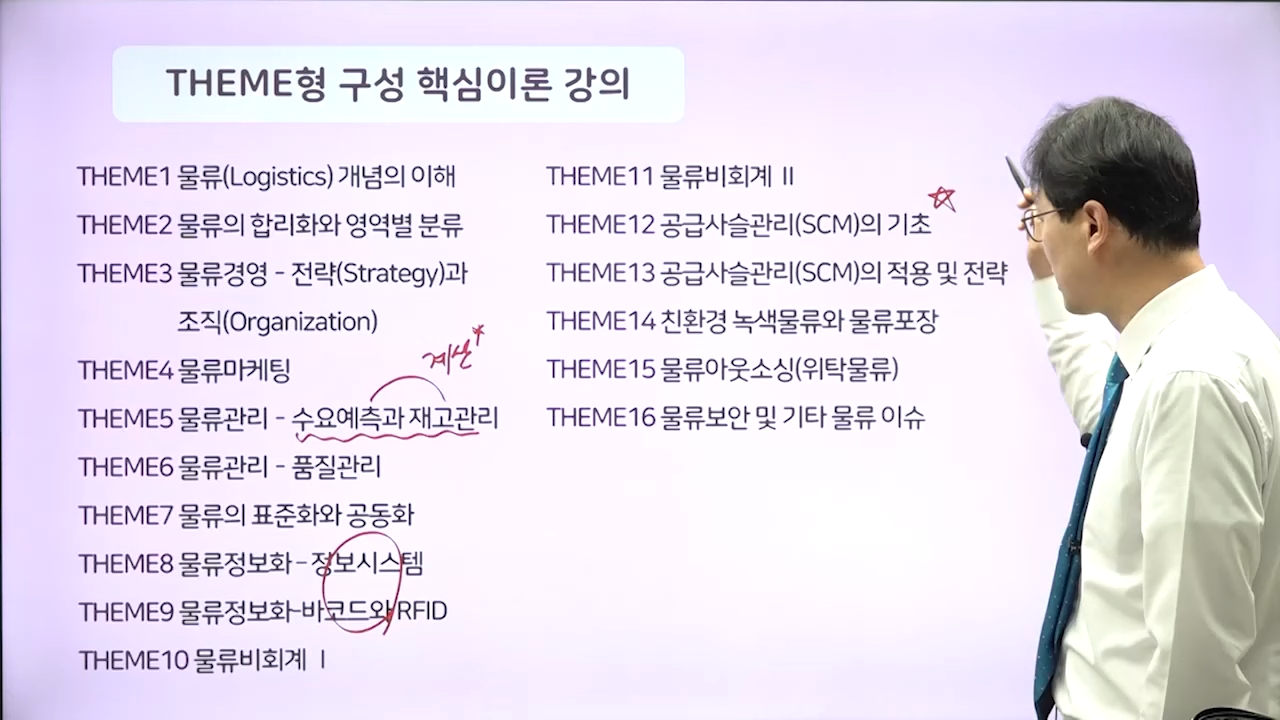 THEME형 구성 핵심이론 강의
THEME1 물류(Logistics) 개념의 이해
THEME2 물류의 합리화와 영역별 분류
THEME3 물류경영 - 전략(Strategy)과
조직(Organization)
계산*
THEME4 물류마케팅
THEME5 물류관리 - 수요예측과 재고관리
THEME6 물류관리 - 품질관리
THEME7 물류의 표준화와 공동화
THEME8 물류정보화 - 정보시스템
THEME9 물류정보화-바코드와 RFID
THEME10 물류비회계 Ⅰ
THEME11 물류비회계 Ⅱ
THEME12 공급사슬관리(SCM)의 기초
THEME13 공급사슬관리(SCM)의 적용 및 전략
THEME14 친환경 녹색물류와 물류포장
THEME15 물류아웃소싱(위탁물류)
THEME16 물류보안 및 기타 물류 이슈